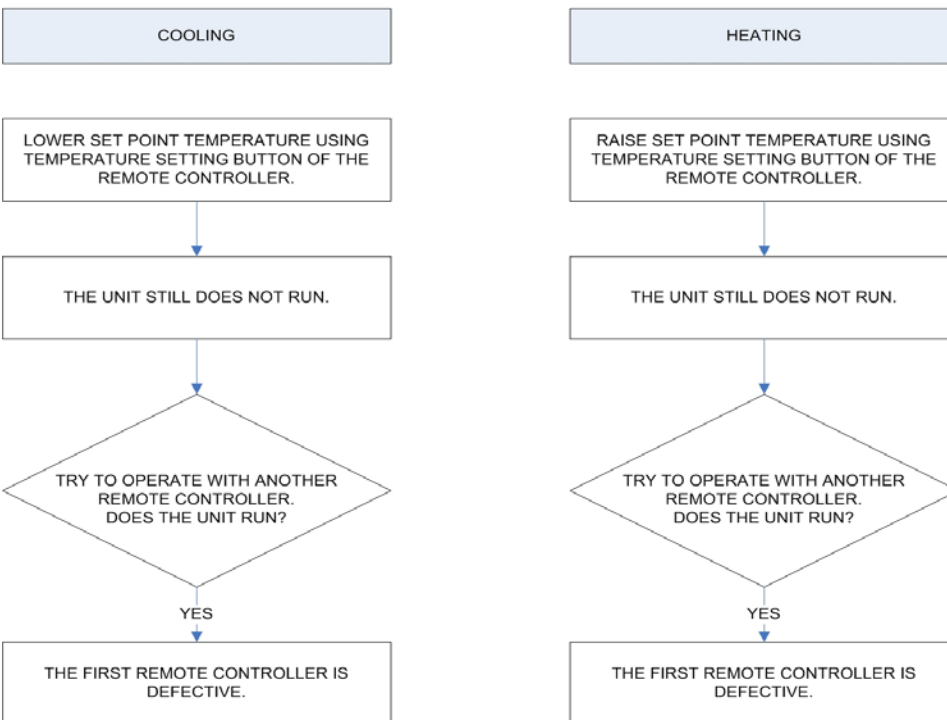 COOLING
LOWER SET POINT TEMPERATURE USING
TEMPERATURE SETTING BUTTON OF THE
REMOTE CONTROLLER.
THE UNIT STILL DOES NOT RUN.
TRY TO OPERATE WITH ANOTHER
REMOTE CONTROLLER.
DOES THE UNIT RUN?
YES
THE FIRST REMOTE CONTROLLER IS
DEFECTIVE.
HEATING
RAISE SET POINT TEMPERATURE USING
TEMPERATURE SETTING BUTTON OF THE
REMOTE CONTROLLER.
THE UNIT STILL DOES NOT RUN.
TRY TO OPERATE WITH ANOTHER
REMOTE CONTROLLER.
DOES THE UNIT RUN?
YES
THE FIRST REMOTE CONTROLLER IS
DEFECTIVE.